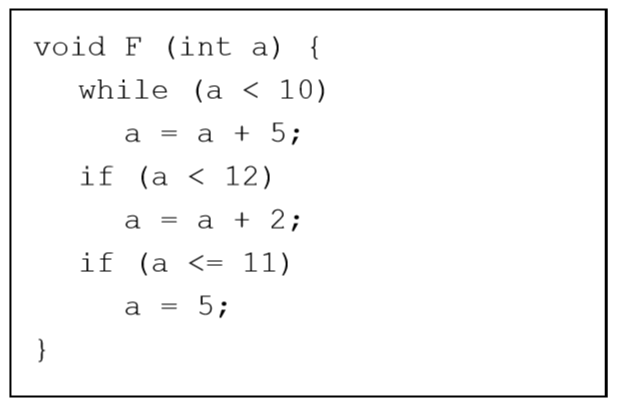 void F (int a) {
while (a < 10)
a = a + 5;
if (a < 12)
a = a + 2;
if (a <= 11)
a = 5;
}